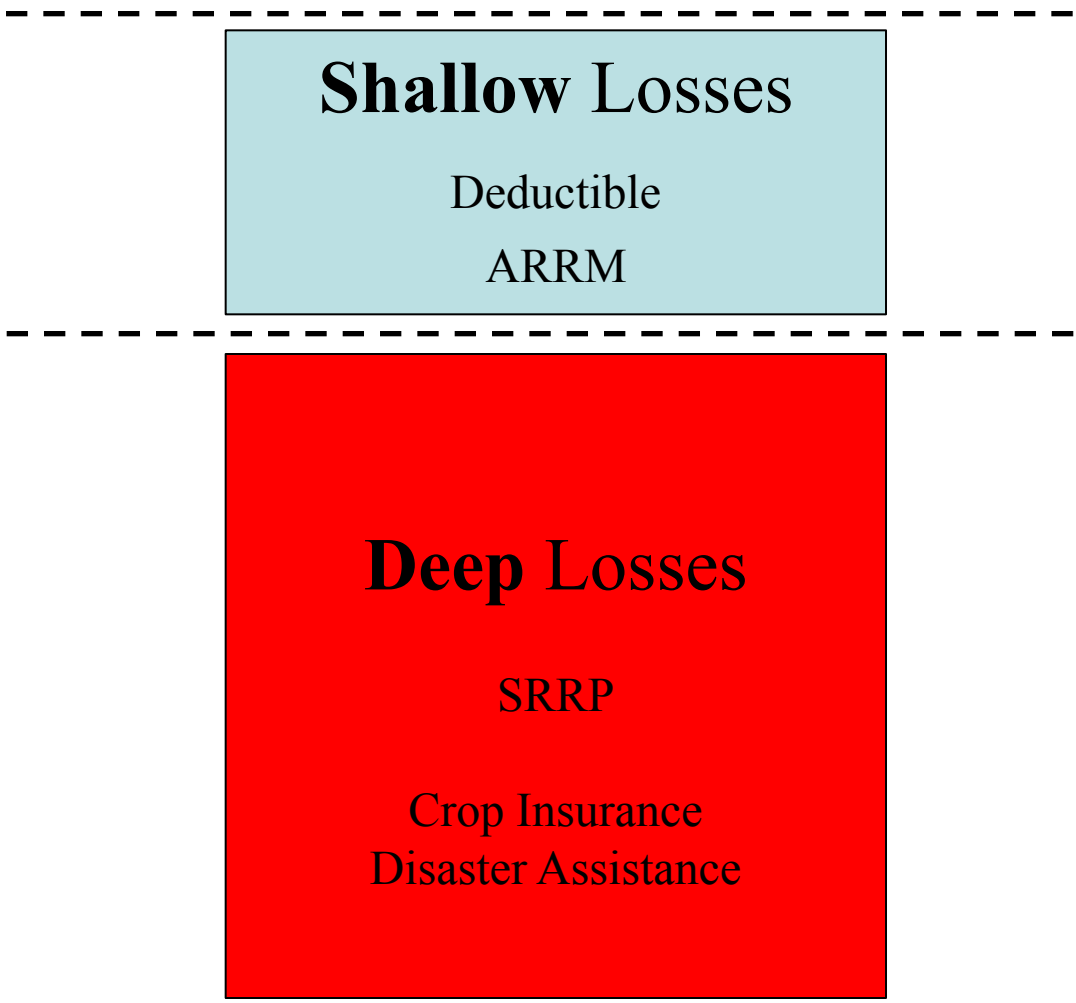 Shallow Losses
Deductible
ARRM
Deep Losses
SRRP
Crop Insurance
Disaster Assistance